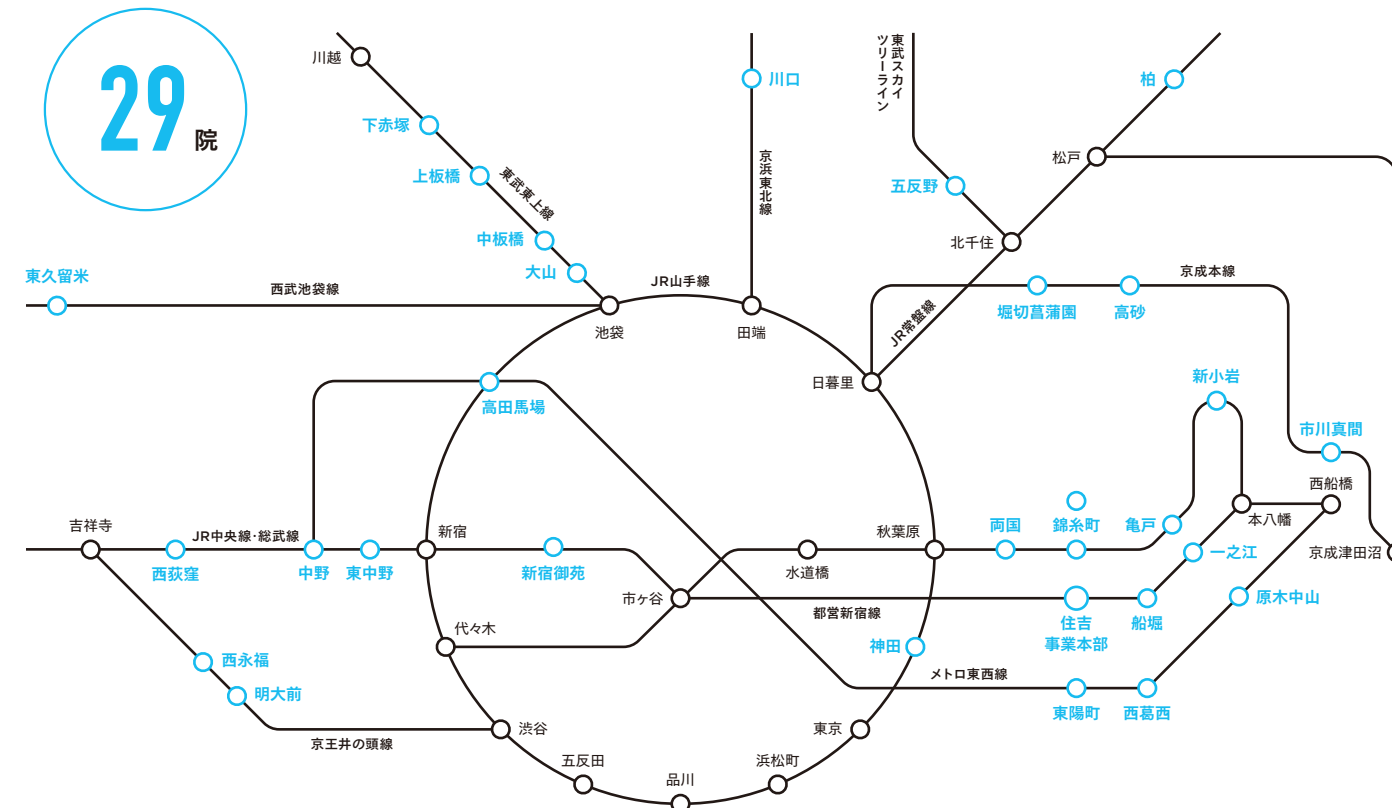 29院
川越
下赤塚
上板橋
東武東上線
中板橋
大山
川口
京浜東北線
東武スカイ
ツリーライン
五反野
柏
松戸
北千住
東久留米
西武池袋線
JR山手線
池袋
田端
日暮里
JR常盤線
京成本線
堀切菖蒲園
高砂
高田馬場
新小岩
市川真間
西船橋
本八幡
京成津田沼
吉祥寺
JR中央線・総武線
西荻窪
中野
東中野
新宿
新宿御苑
市ヶ谷
水道橋
秋葉原
両国
錦糸町
亀戸
一之江
都営新宿線
住吉
事業本部
船堀
原木中山
代々木
神田
メトロ東西線
東陽町
西葛西
西永福
明大前
京王井の頭線
渋谷
五反田
品川
浜松町
東京